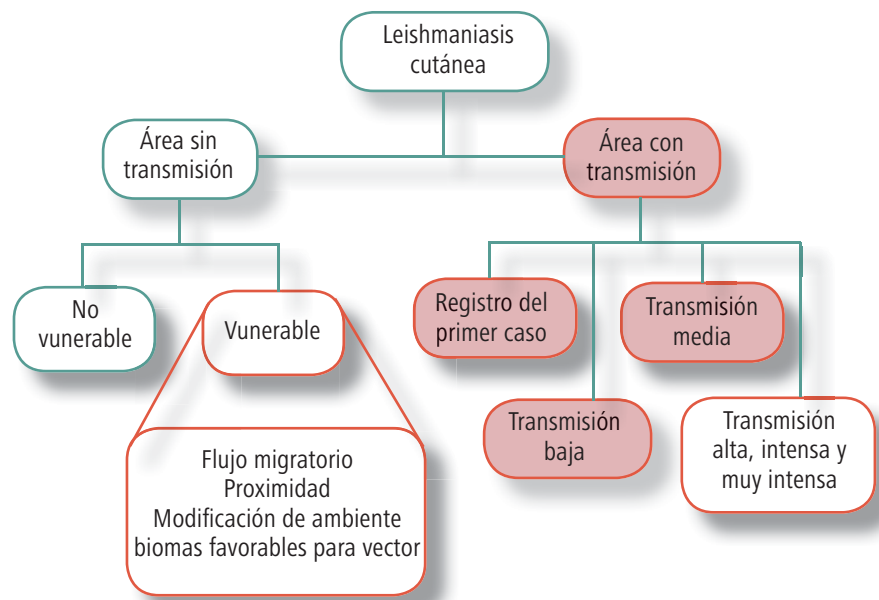 Leishmaniasis
cutánea
Área sin
transmisión
Área con
transmisión
No
vunerable
Vunerable
Registro del
primer caso
Transmisión
media
Transmisión
baja
Transmisión
alta, intensa y
muy intensa
Flujo migratorio
Proximidad
Modificación de ambiente
biomas favorables para vector